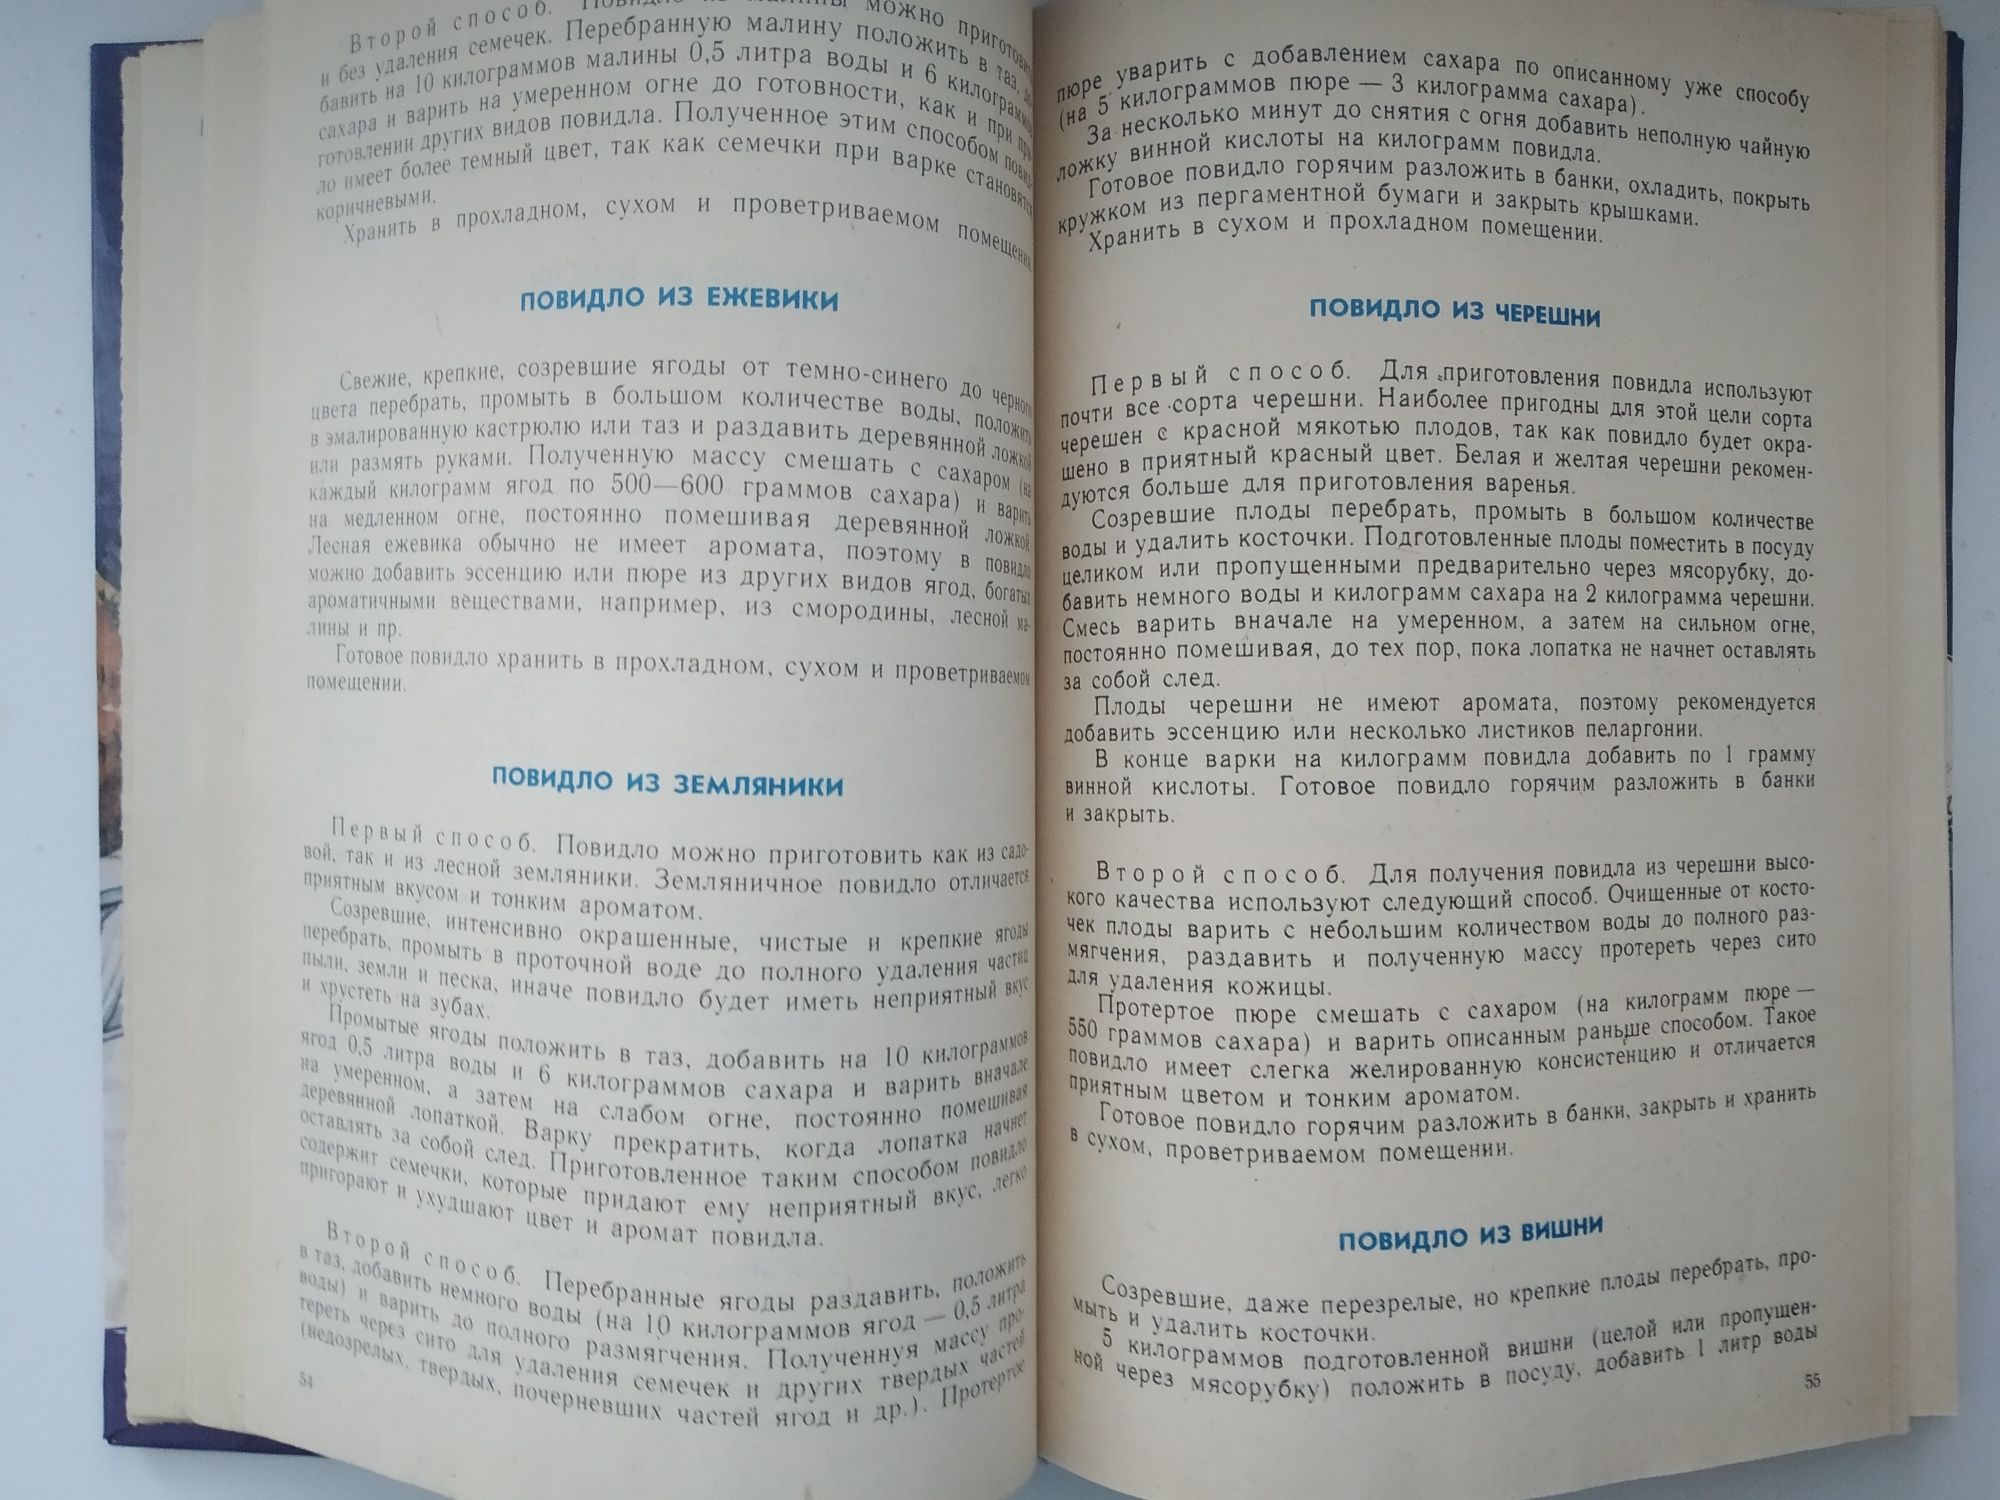 Второй способ. Повидло из малины можно приготовить
и без удаления семечек. Перебранную малину положить в таз, до-
бавить на 10 килограммов малины 0,5 литра воды и 6 килограммов
сахара и варить на умеренном огне до готовности, как и при при-
готовлении других видов повидла. Полученное этим способом повид-
ло имеет более темный цвет, так как семечки при варке становятся
коричневыми.
Хранить в прохладном, сухом и проветриваемом помещении.
ПОВИДЛО ИЗ ЕЖЕВИКИ
Свежие, крепкие, созревшие ягоды от темно-синего до черного
цвета перебрать, промыть в большом количестве воды, положить
в эмалированную кастрюлю или таз и раздавить деревянной ложкой
или размять руками. Полученную массу смешать с сахаром (на
каждый килограмм ягод по 500—600 граммов сахара) и варить
на медленном огне, постоянно помешивая деревянной ложкой.
Лесная ежевика обычно не имеет аромата, поэтому в повидло
можно добавить эссенцию или пюре из других видов ягод, богатых
ароматичными веществами, например, из смородины, лесной ма-
лины и пр.
Готовое повидло хранить в прохладном, сухом и проветриваемом
помещении.
ПОВИДЛО ИЗ ЗЕМЛЯНИКИ
Первый способ. Повидло можно приготовить как из садо-
вой, так и из лесной земляники. Земляничное повидло отличается
приятным вкусом и тонким ароматом.
Созревшие, интенсивно окрашенные, чистые и крепкие ягоды
перебрать, промыть в проточной воде до полного удаления частиц
пыли, земли и песка, иначе повидло будет иметь неприятный вкус
и хрустеть на зубах.
Промытые ягоды положить в таз, добавить на 10 килограммов
ягод 0,5 литра воды и 6 килограммов сахара и варить вначале
на умеренном, а затем на слабом огне, постоянно помешивая
деревянной лопаткой. Варку прекратить, когда лопатка начнет
оставлять за собой след. Приготовленное таким способом повидло
содержит семечки, которые придают ему неприятный вкус, легко
пригорают и ухудшают цвет и аромат повидла.
Второй способ. Перебранные ягоды раздавить, положить
в таз, добавить немного воды (на 10 килограммов ягод — 0,5 литра
воды) и варить до полного размягчения. Полученнуя массу про-
тереть через сито для удаления семечек и других твердых частей
(недозрелых, твердых, почерневших частей ягод и др.). Протертое
54
пюре уварить с добавлением сахара по описанному уже способу
(на 5 килограммов пюре — 3 килограмма сахара).
За несколько минут до снятия с огня добавить неполную чайную
ложку винной кислоты на килограмм повидла.
Готовое повидло горячим разложить в банки, охладить, покрыть
кружком из пергаментной бумаги и закрыть крышками.
Хранить в сухом и прохладном помещении.
ПОВИДЛО ИЗ ЧЕРЕШНИ
Первый способ. Для приготовления повидла используют
почти все сорта черешни. Наиболее пригодны для этой цели сорта
черешен с красной мякотью плодов, так как повидло будет окра-
шено в приятный красный цвет. Белая и желтая черешни рекомен-
дуются больше для приготовления варенья.
Созревшие плоды перебрать, промыть в большом количестве
воды и удалить косточки. Подготовленные плоды поместить в посуду
целиком или пропущенными предварительно через мясорубку, до-
бавить немного воды и килограмм сахара на 2 килограмма черешни.
Смесь варить вначале на умеренном, а затем на сильном огне,
постоянно помешивая, до тех пор, пока лопатка не начнет оставлять
за собой след.
Плоды черешни не имеют аромата, поэтому рекомендуется
добавить эссенцию или несколько листиков пеларгонии.
В конце варки на килограмм повидла добавить по 1 грамму
винной кислоты. Готовое повидло горячим разложить в банки
и закрыть.
Второй способ. Для получения повидла из черешни высо-
кого качества используют следующий способ. Очищенные от косто-
чек плоды варить с небольшим количеством воды до полного раз-
мягчения, раздавить и полученную массу протереть через сито
для удаления кожицы.
Протертое пюре смешать с сахаром (на килограмм пюре —
550 граммов сахара) и варить описанным раньше способом. Такое
повидло имеет слегка желированную консистенцию и отличается
приятным цветом и тонким ароматом.
Готовое повидло горячим разложить в банки, закрыть и хранить
в сухом, проветриваемом помещении.
ПОВИДЛО ИЗ ВИШНИ
Созревшие, даже перезрелые, но крепкие плоды перебрать, про-
мыть и удалить косточки.
5 килограммов подготовленной вишни (целой или пропущен-
ной через мясорубку) положить в посуду, добавить 1 литр воды
55